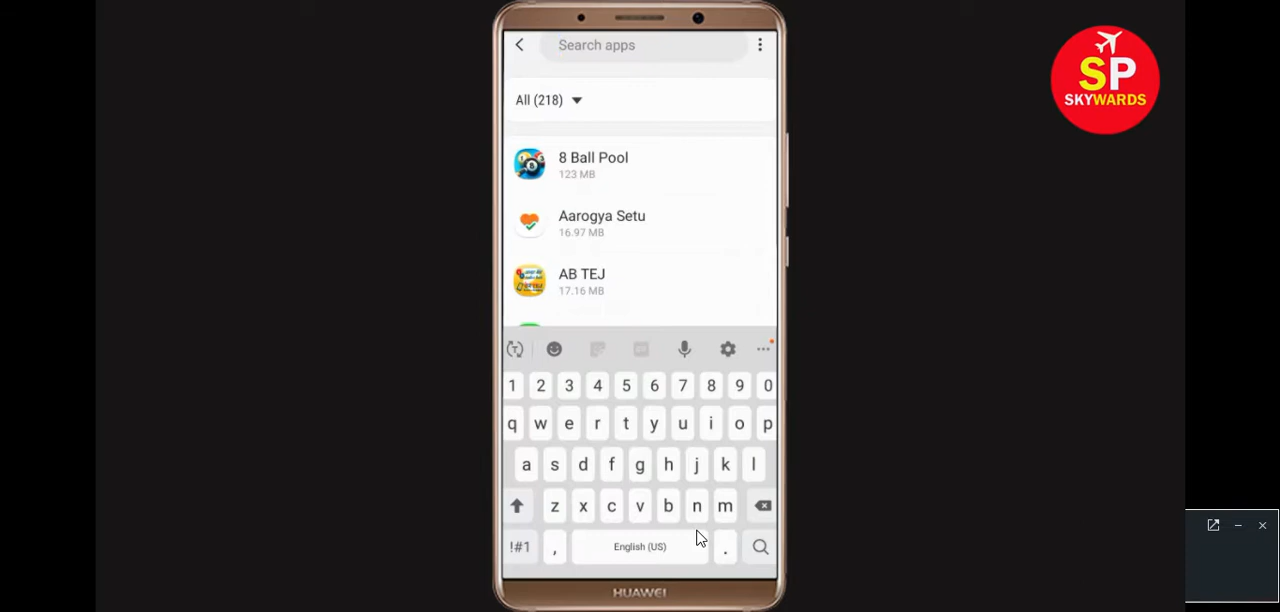 Search apps
SP
SKYWARDS
All (218)
8 Ball Pool
123 MB
Aarogya Setu
16.97 MB
AB TEJ
17.16 MB
1 2 3 4 5 6 7 8 9 0
q w e r t y u i o p
a s d f g h j k l
z x c v b n m
!#1 , English (US) .
HUAWEI